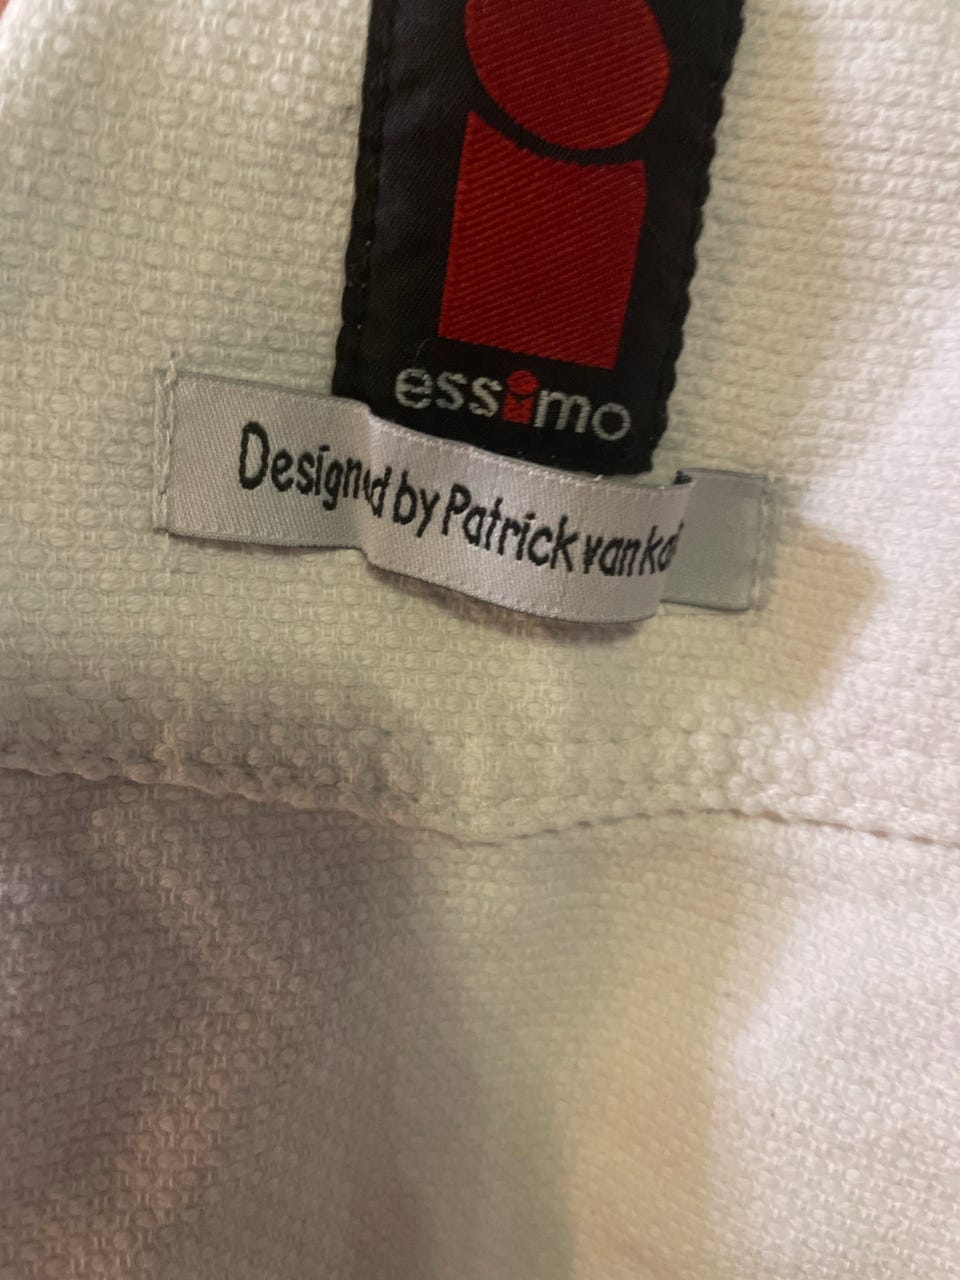 essimo
Designed by Patrick van